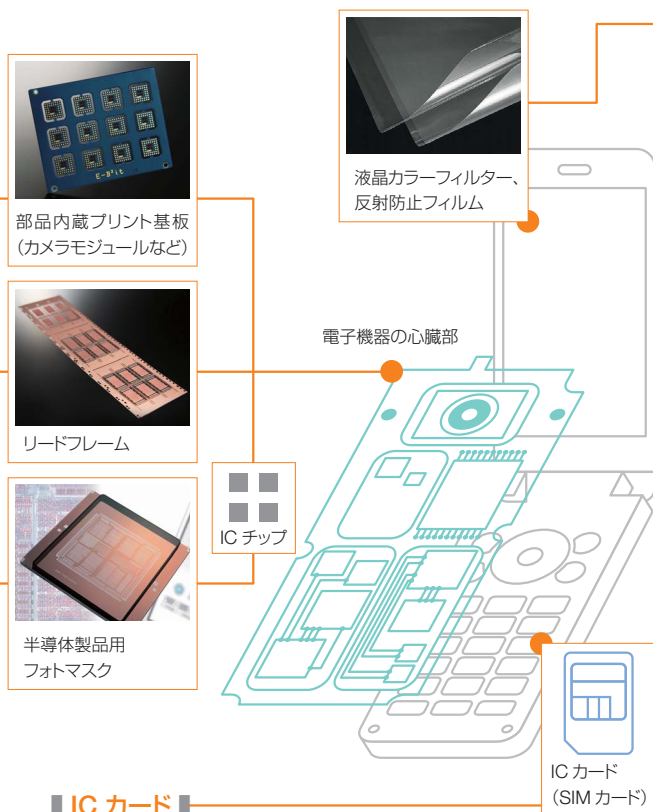 E-B²it
部品内蔵プリント基板
（カメラモジュールなど）
液晶カラーフィルター、
反射防止フィルム
電子機器の心臓部
リードフレーム
IC チップ
半導体製品用
フォトマスク
IC カード
（SIM カード）
IC カード